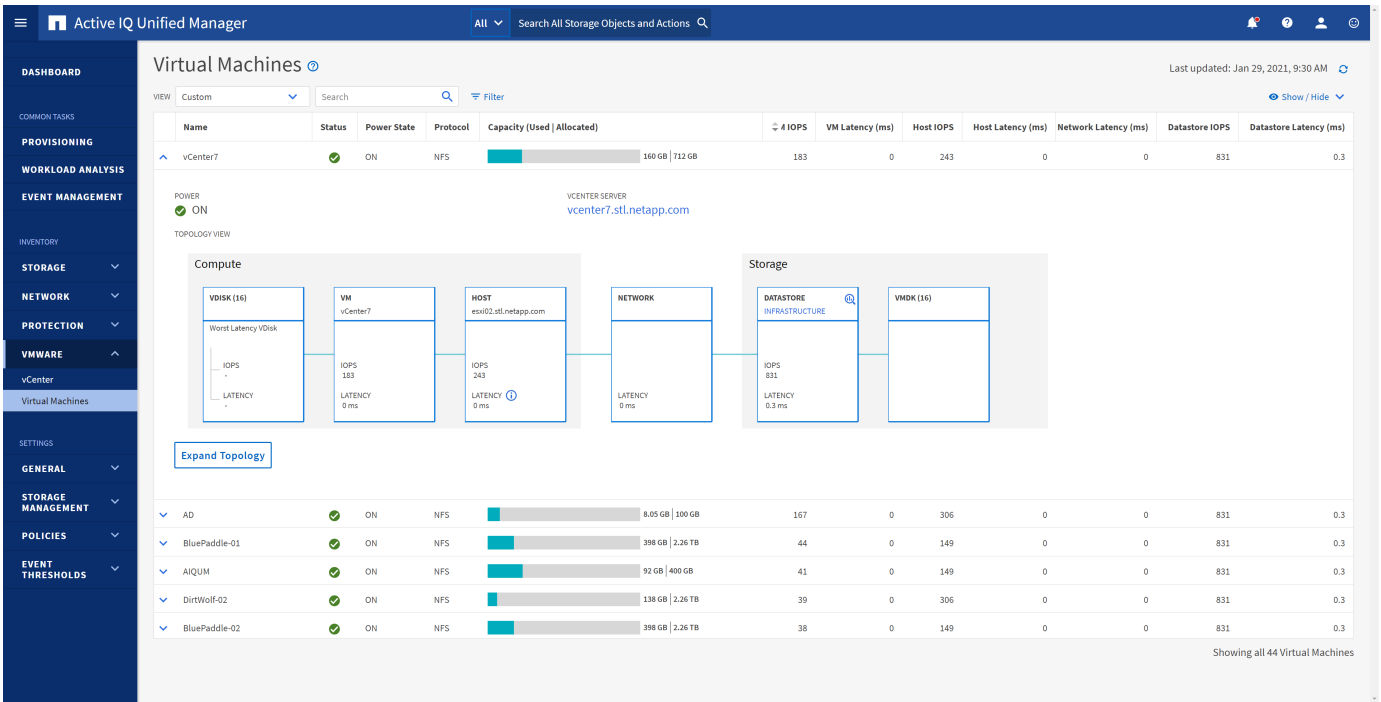 Active IQ Unified Manager
All
Search All Storage Objects and Actions
DASHBOARD
COMMON TASKS
PROVISIONING
WORKLOAD ANALYSIS
EVENT MANAGEMENT
INVENTORY
STORAGE
NETWORK
PROTECTION
VMWARE
vCenter
Virtual Machines
SETTINGS
GENERAL
STORAGE
MANAGEMENT
POLICIES
EVENT
THRESHOLDS
Virtual Machines
Last updated: Jan 29, 2021, 9:30 AM
VIEW Custom Search Filter Show / Hide
Name Status Power State Protocol Capacity (Used | Allocated) IOPS VM Latency (ms) Host IOPS Host Latency (ms) Network Latency (ms) Datastore IOPS Datastore Latency (ms)
vCenter7 ON NFS 160 GB | 712 GB 183 0 243 0 0 831 0.3
POWER
ON
VCENTER SERVER
vcenter7.stl.netapp.com
TOPOLOGY VIEW
Compute
VDISK (16)
Worst Latency VDisk
IOPS
-
LATENCY
-
VM
vCenter7
IOPS
183
LATENCY
0 ms
HOST
esxi02.stl.netapp.com
IOPS
243
LATENCY
0 ms
NETWORK
LATENCY
0 ms
Storage
DATASTORE
INFRASTRUCTURE
IOPS
831
LATENCY
0.3 ms
VMDK (16)
Expand Topology
AD ON NFS 8.05 GB | 100 GB 167 0 306 0 0 831 0.3
BluePaddle-01 ON NFS 398 GB | 2.26 TB 44 0 149 0 0 831 0.3
AIQUM ON NFS 92 GB | 400 GB 41 0 149 0 0 831 0.3
DirtWolf-02 ON NFS 138 GB | 2.26 TB 39 0 306 0 0 831 0.3
BluePaddle-02 ON NFS 398 GB | 2.26 TB 38 0 149 0 0 831 0.3
Showing all 44 Virtual Machines